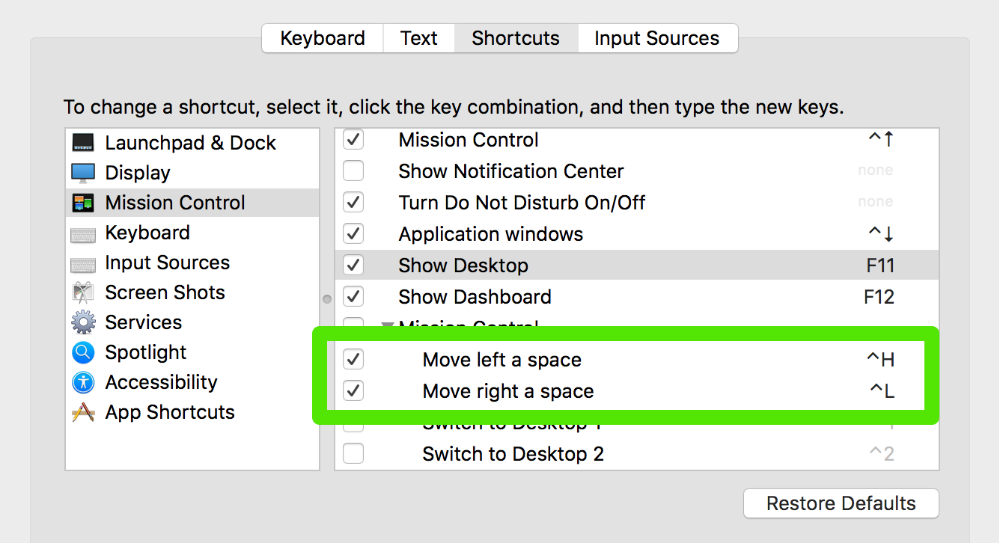 Keyboard Text Shortcuts Input Sources
To change a shortcut, select it, click the key combination, and then type the new keys.
Launchpad & Dock
Display
Mission Control
Keyboard
Input Sources
Screen Shots
Services
Spotlight
Accessibility
App Shortcuts
Mission Control ^↑
Show Notification Center none
Turn Do Not Disturb On/Off none
Application windows ^↓
Show Desktop F11
Show Dashboard F12
Mission Control
Move left a space ^H
Move right a space ^L
Switch to Desktop 1
Switch to Desktop 2 ^2
Restore Defaults